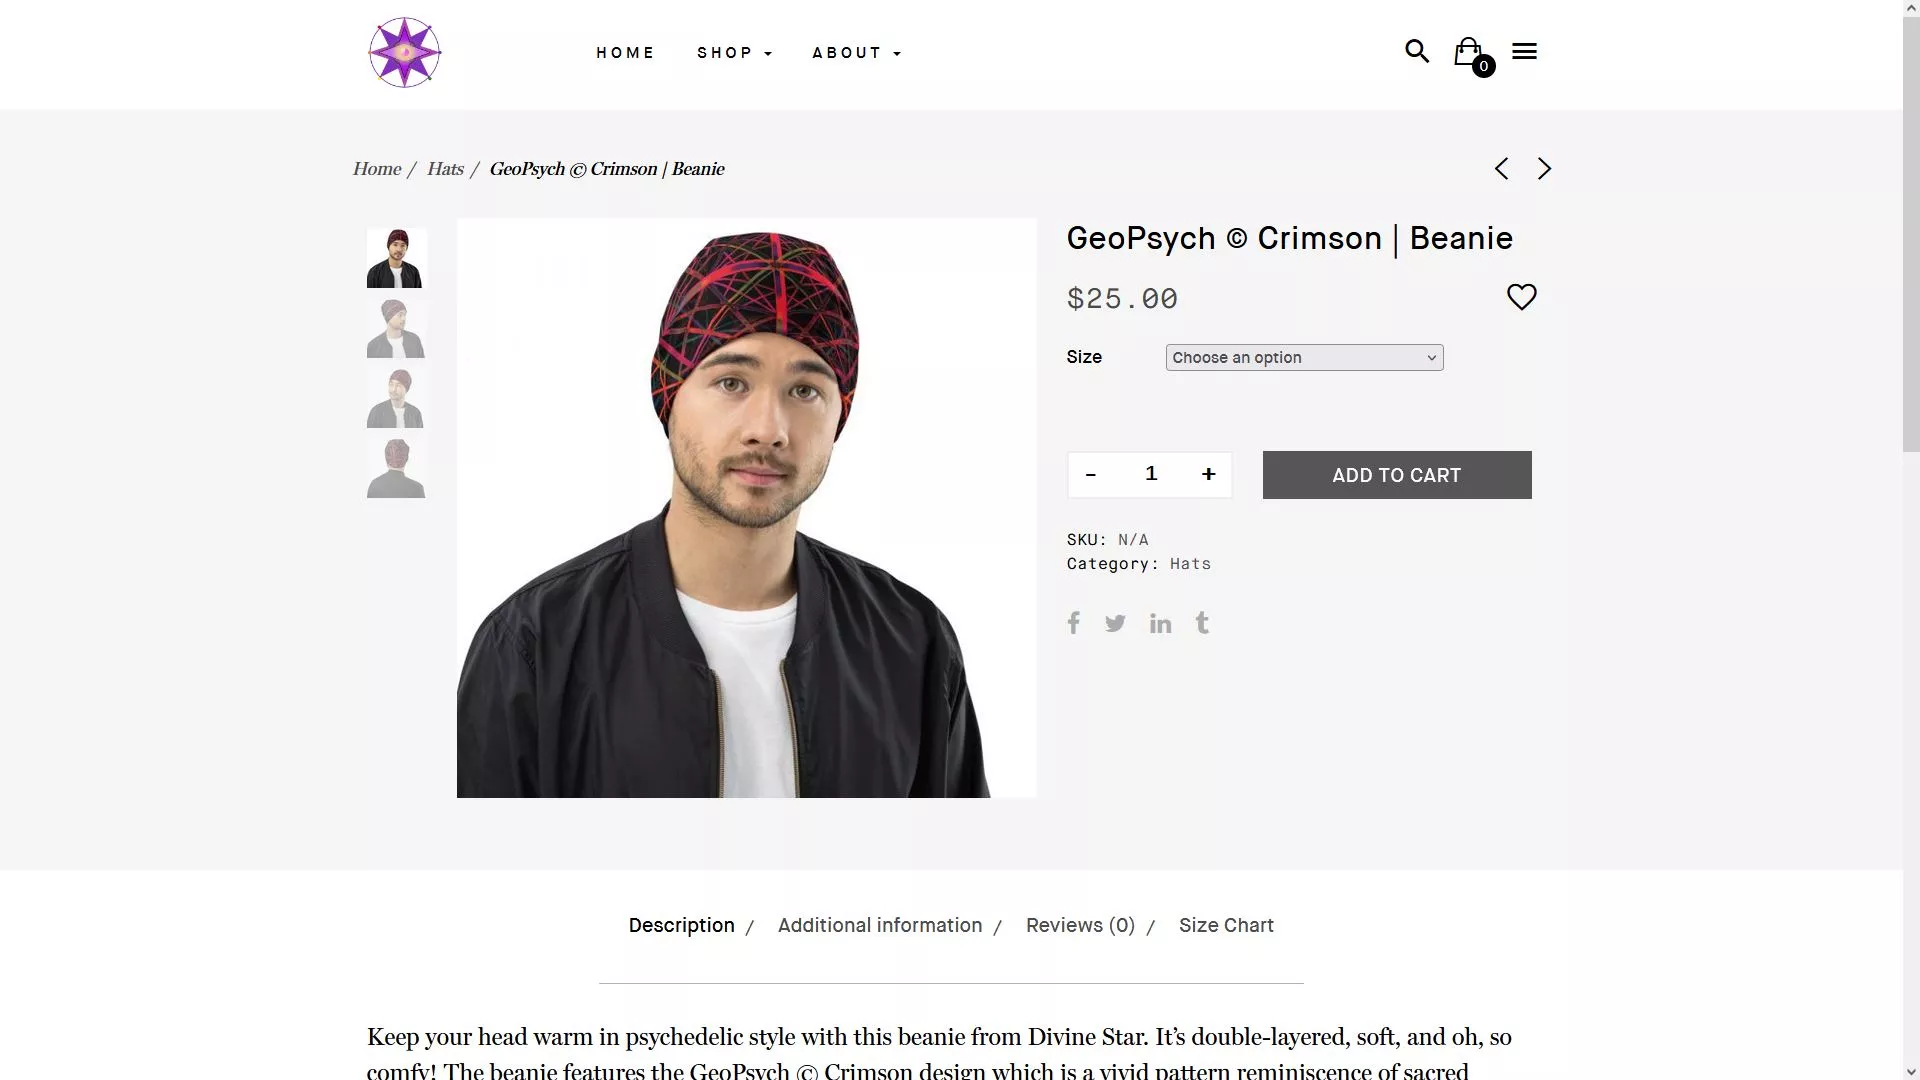 HOME SHOP ABOUT
0
Home / Hats / GeoPsych © Crimson | Beanie
GeoPsych © Crimson | Beanie
$25.00
Size Choose an option
- 1 + ADD TO CART
SKU: N/A
Category: Hats
Description / Additional information / Reviews (0) / Size Chart
Keep your head warm in psychedelic style with this beanie from Divine Star. It’s double-layered, soft, and oh, so
comfy! The beanie features the GeoPsych © Crimson design which is a vivid pattern reminiscence of sacred